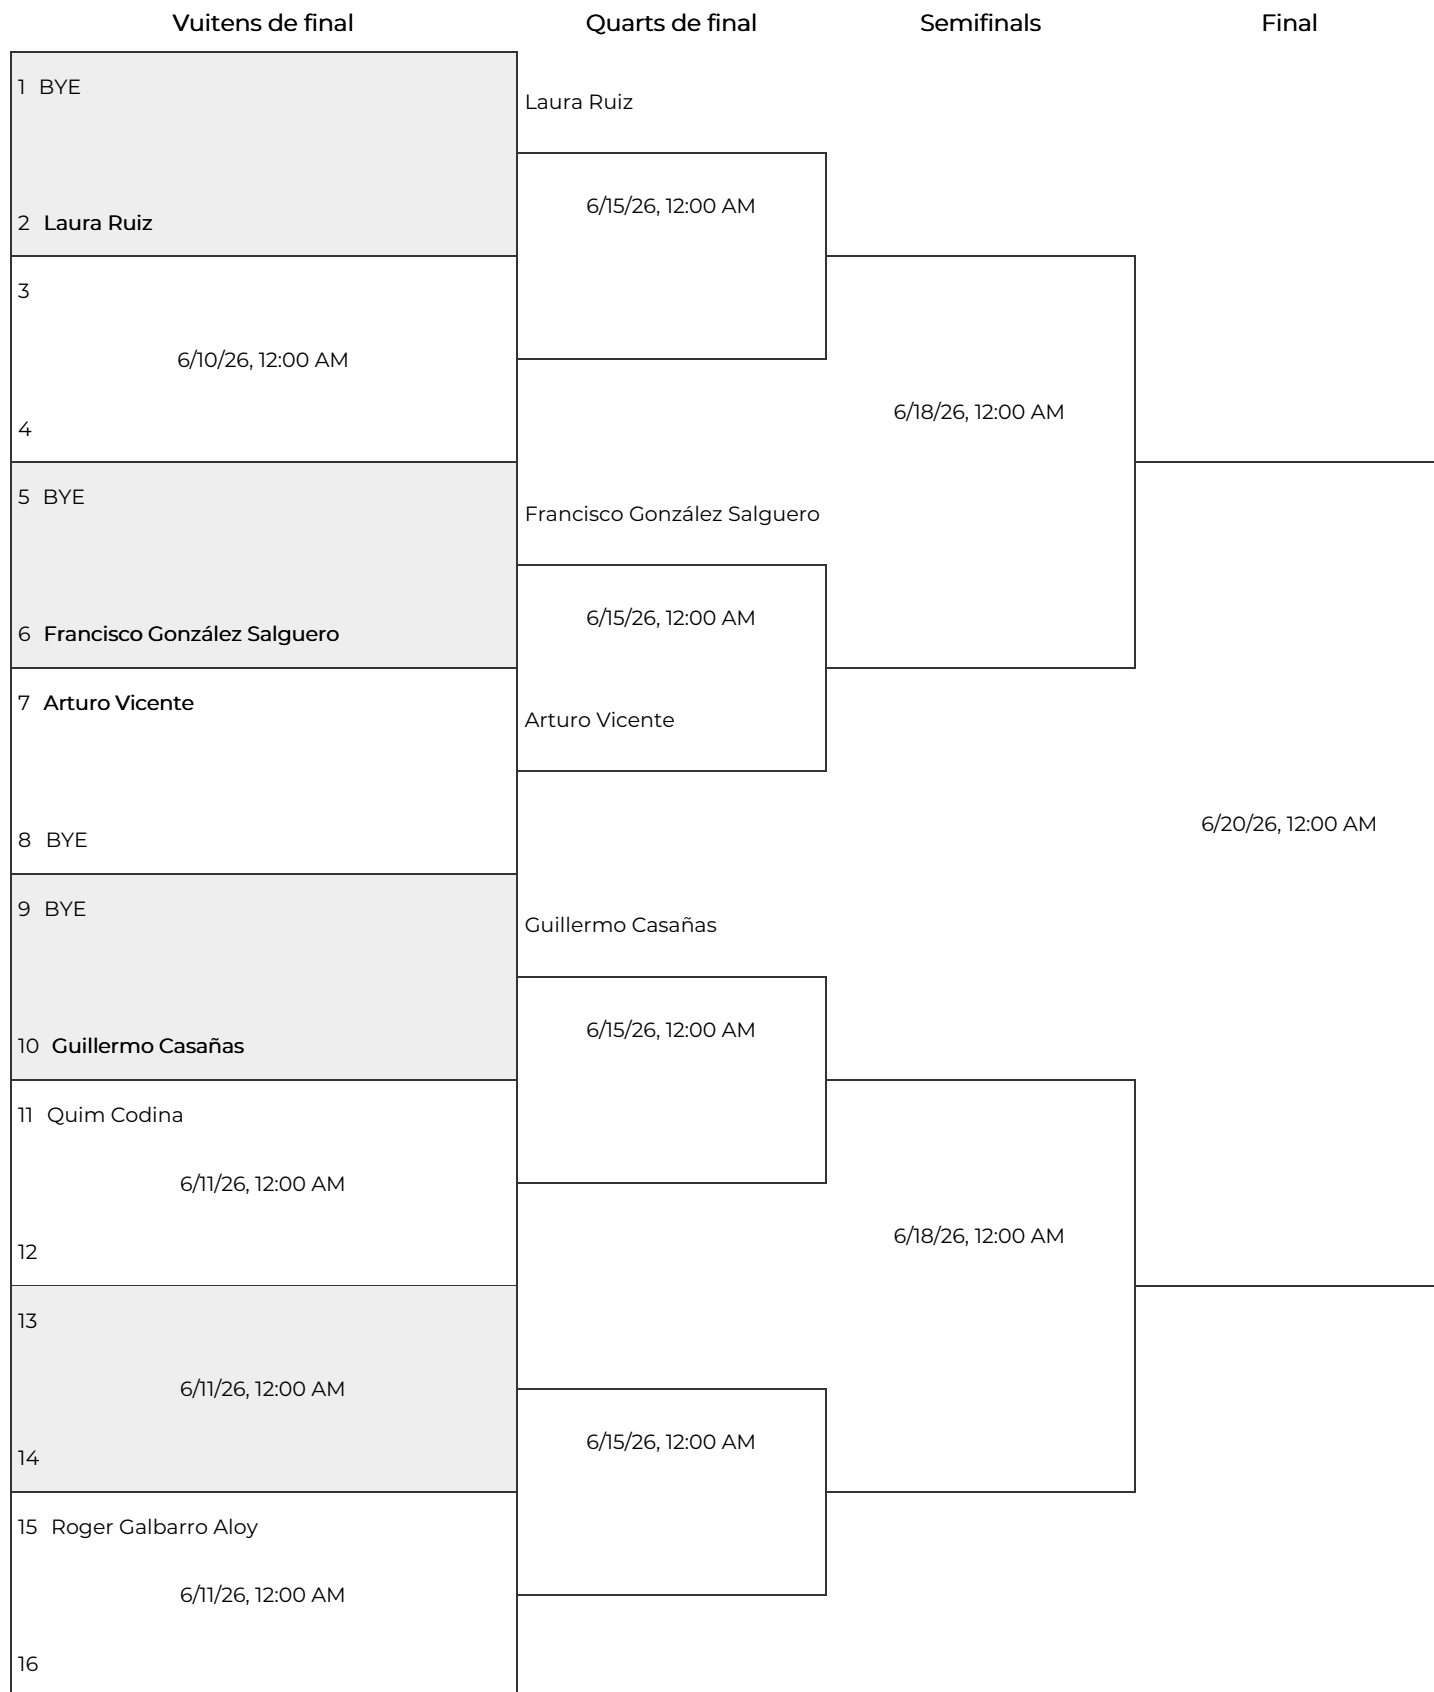 Vuitens de final
Quarts de final
Semifinals
Final
1 BYE
2 Laura Ruiz
3
6/10/26, 12:00 AM
4
5 BYE
6 Francisco González Salguero
7 Arturo Vicente
8 BYE
9 BYE
10 Guillermo Casañas
11 Quim Codina
6/11/26, 12:00 AM
12
13
6/11/26, 12:00 AM
14
15 Roger Galbarro Aloy
6/11/26, 12:00 AM
16
Laura Ruiz
6/15/26, 12:00 AM
Francisco González Salguero
6/15/26, 12:00 AM
Arturo Vicente
Guillermo Casañas
6/15/26, 12:00 AM
6/15/26, 12:00 AM
6/18/26, 12:00 AM
6/18/26, 12:00 AM
6/20/26, 12:00 AM